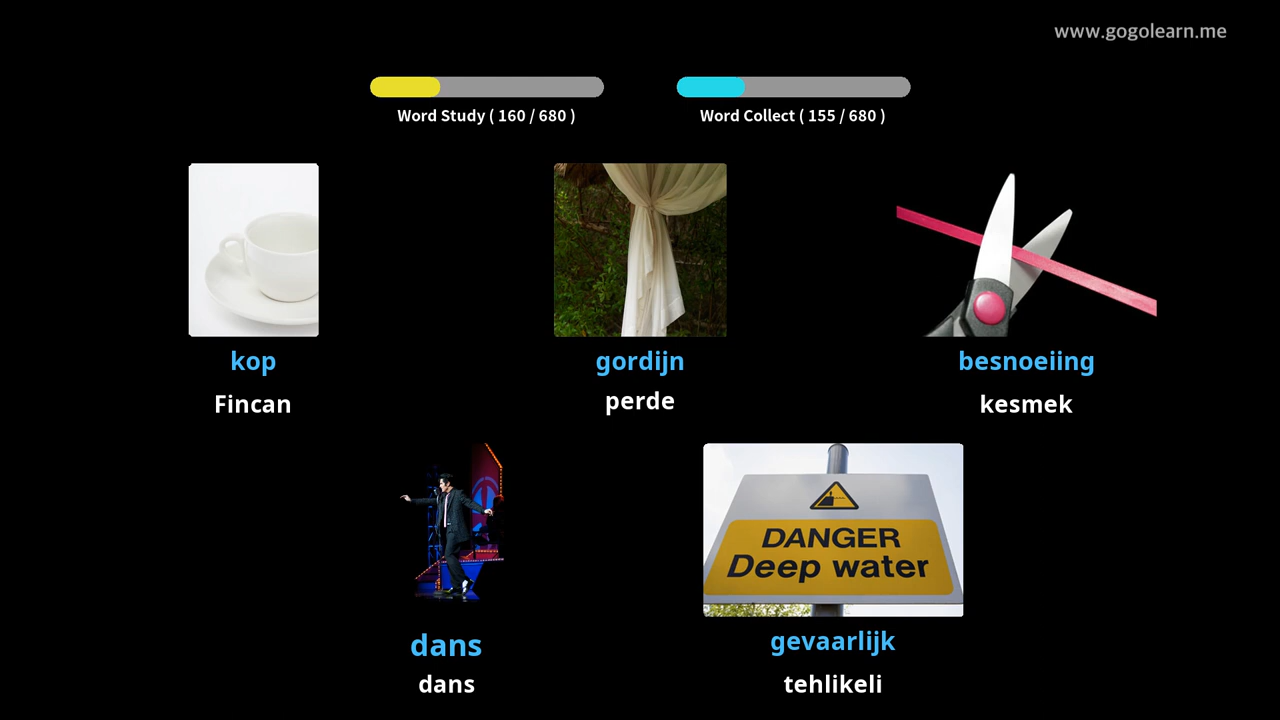 www.gogolearn.me
Word Study ( 160 / 680 )
Word Collect ( 155 / 680 )
kop
Fincan
gordijn
perde
besnoeiing
kesmek
dans
dans
DANGER
Deep water
gevaarlijk
tehlikeli